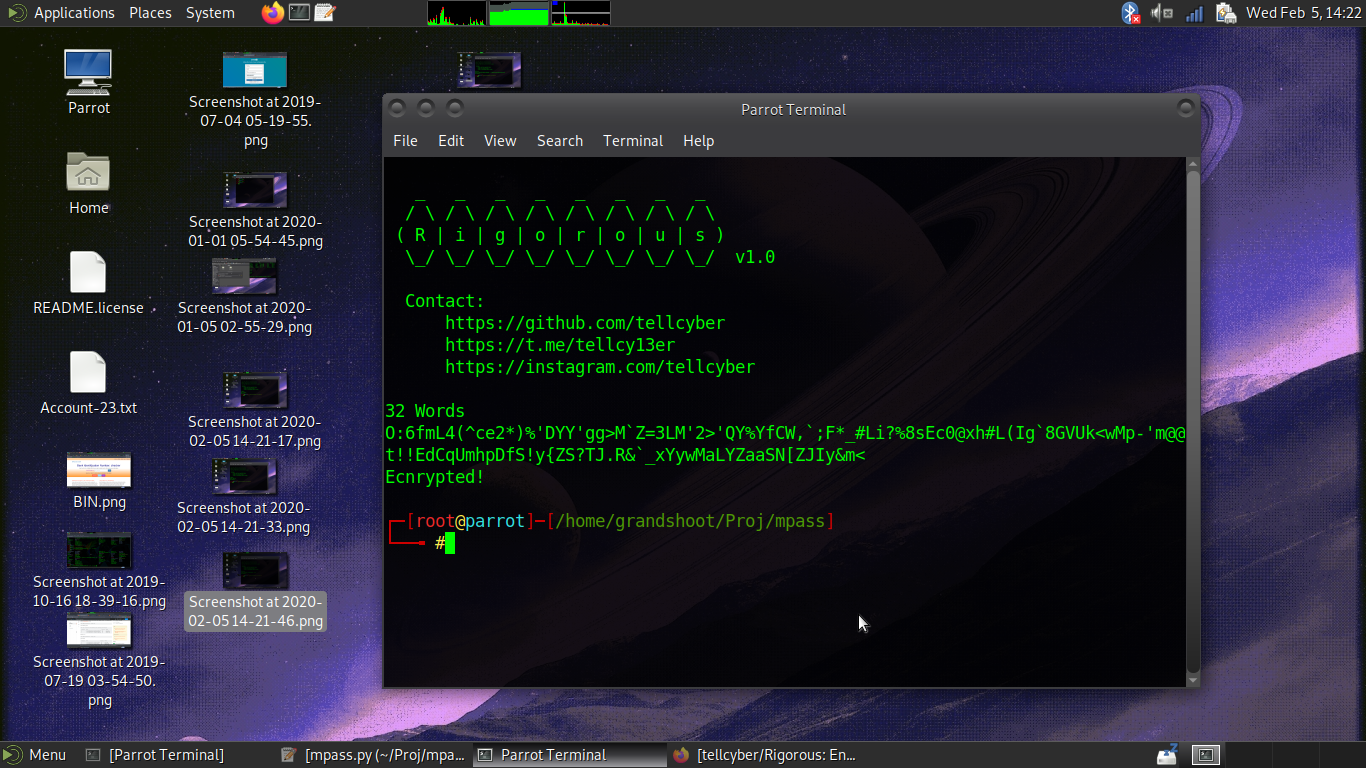 Applications Places System
Wed Feb 5, 14:22
Parrot
Home
README.license
Account-23.txt
BIN.png
Screenshot at 2019-
10-16 18-39-16.png
Screenshot at 2019-
07-19 03-54-50.
png
Screenshot at 2019-
07-04 05-19-55.
png
Screenshot at 2020-
01-01 05-54-45.png
Screenshot at 2020-
01-05 02-55-29.png
Screenshot at 2020-
02-05 14-21-17.png
Screenshot at 2020-
02-05 14-21-33.png
Screenshot at 2020-
02-05 14-21-46.png
Parrot Terminal
File Edit View Search Terminal Help
( R | i | g | o | r | o | u | s )
v1.0
Contact:
https://github.com/tellcyber
https://t.me/tellcy13er
https://instagram.com/tellcyber
32 Words
O:6fmL4(^ce2*)%'DYY'gg>M`Z=3LM'2>'QY%YfCW,`;F*_#Li?%8sEc0@xh#L(Ig`8GVUk<wMp-'m@@
t!!EdCqUmhpDfS!y{ZS?TJ.R&`_xYywMaLYZaaSN[ZJIy&m<
Ecnrypted!
[root@parrot]─[/home/grandshoot/Proj/mpass]
#
Menu [Parrot Terminal] [mpass.py (~/Proj/mpa... Parrot Terminal [tellcyber/Rigorous: En...